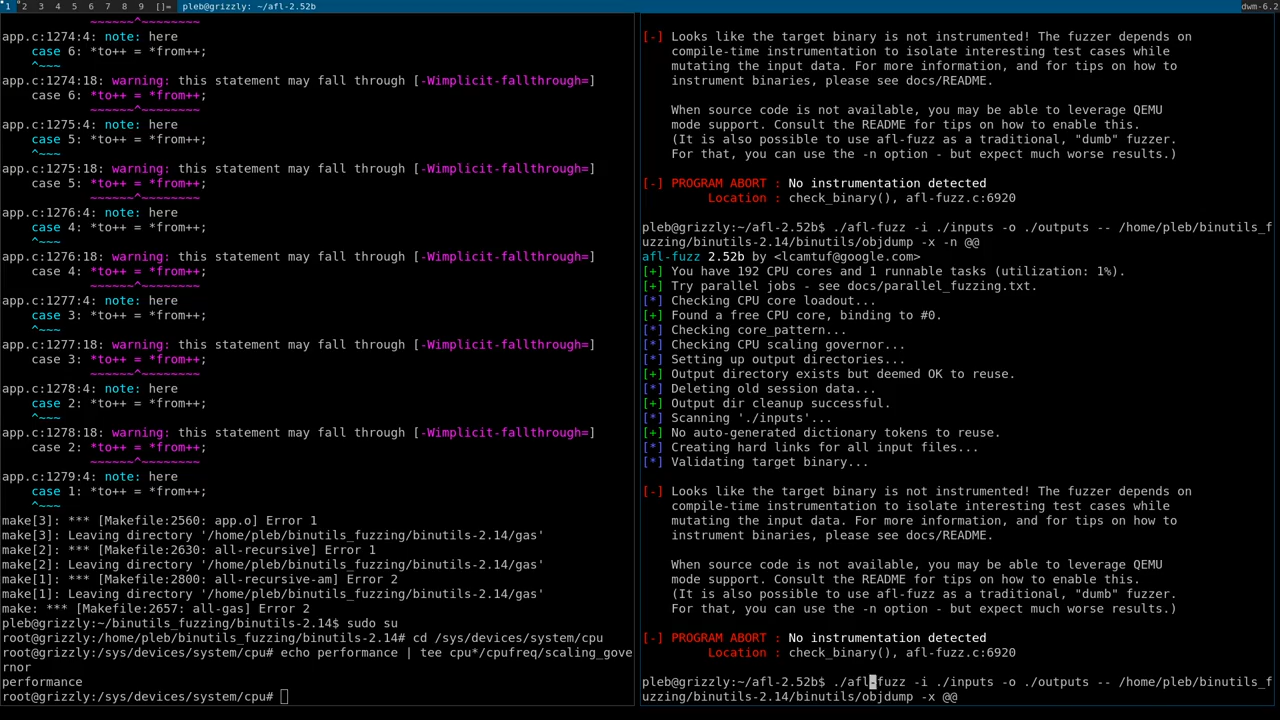 1 2 3 4 5 6 7 8 9 []= pleb@grizzly: ~/afl-2.52b dwm-6.2
~~~~~~^~~~~~~~~
app.c:1274:4: note: here
case 6: *to++ = *from++;
^~~~
app.c:1274:18: warning: this statement may fall through [-Wimplicit-fallthrough=]
case 6: *to++ = *from++;
~~~~~~^~~~~~~~~
app.c:1275:4: note: here
case 5: *to++ = *from++;
^~~~
app.c:1275:18: warning: this statement may fall through [-Wimplicit-fallthrough=]
case 5: *to++ = *from++;
~~~~~~^~~~~~~~~
app.c:1276:4: note: here
case 4: *to++ = *from++;
^~~~
app.c:1276:18: warning: this statement may fall through [-Wimplicit-fallthrough=]
case 4: *to++ = *from++;
~~~~~~^~~~~~~~~
app.c:1277:4: note: here
case 3: *to++ = *from++;
^~~~
app.c:1277:18: warning: this statement may fall through [-Wimplicit-fallthrough=]
case 3: *to++ = *from++;
~~~~~~^~~~~~~~~
app.c:1278:4: note: here
case 2: *to++ = *from++;
^~~~
app.c:1278:18: warning: this statement may fall through [-Wimplicit-fallthrough=]
case 2: *to++ = *from++;
~~~~~~^~~~~~~~~
app.c:1279:4: note: here
case 1: *to++ = *from++;
^~~~
make[3]: *** [Makefile:2560: app.o] Error 1
make[3]: Leaving directory '/home/pleb/binutils_fuzzing/binutils-2.14/gas'
make[2]: *** [Makefile:2630: all-recursive] Error 1
make[2]: Leaving directory '/home/pleb/binutils_fuzzing/binutils-2.14/gas'
make[1]: *** [Makefile:2800: all-recursive-am] Error 2
make[1]: Leaving directory '/home/pleb/binutils_fuzzing/binutils-2.14/gas'
make: *** [Makefile:2657: all-gas] Error 2
pleb@grizzly:~/binutils_fuzzing/binutils-2.14$ sudo su
root@grizzly:/home/pleb/binutils_fuzzing/binutils-2.14# cd /sys/devices/system/cpu
root@grizzly:/sys/devices/system/cpu# echo performance | tee cpu*/cpufreq/scaling_gove
rnor
performance
root@grizzly:/sys/devices/system/cpu#
[-] Looks like the target binary is not instrumented! The fuzzer depends on
compile-time instrumentation to isolate interesting test cases while
mutating the input data. For more information, and for tips on how to
instrument binaries, please see docs/README.
When source code is not available, you may be able to leverage QEMU
mode support. Consult the README for tips on how to enable this.
(It is also possible to use afl-fuzz as a traditional, "dumb" fuzzer.
For that, you can use the -n option - but expect much worse results.)
[-] PROGRAM ABORT : No instrumentation detected
Location : check_binary(), afl-fuzz.c:6920
pleb@grizzly:~/afl-2.52b$ ./afl-fuzz -i ./inputs -o ./outputs -- /home/pleb/binutils_f
uzzing/binutils-2.14/binutils/objdump -x -n @@
afl-fuzz 2.52b by <lcamtuf@google.com>
[+] You have 192 CPU cores and 1 runnable tasks (utilization: 1%).
[+] Try parallel jobs - see docs/parallel_fuzzing.txt.
[*] Checking CPU core loadout...
[+] Found a free CPU core, binding to #0.
[*] Checking core_pattern...
[*] Checking CPU scaling governor...
[*] Setting up output directories...
[+] Output directory exists but deemed OK to reuse.
[*] Deleting old session data...
[+] Output dir cleanup successful.
[*] Scanning './inputs'...
[+] No auto-generated dictionary tokens to reuse.
[*] Creating hard links for all input files...
[*] Validating target binary...
[-] Looks like the target binary is not instrumented! The fuzzer depends on
compile-time instrumentation to isolate interesting test cases while
mutating the input data. For more information, and for tips on how to
instrument binaries, please see docs/README.
When source code is not available, you may be able to leverage QEMU
mode support. Consult the README for tips on how to enable this.
(It is also possible to use afl-fuzz as a traditional, "dumb" fuzzer.
For that, you can use the -n option - but expect much worse results.)
[-] PROGRAM ABORT : No instrumentation detected
Location : check_binary(), afl-fuzz.c:6920
pleb@grizzly:~/afl-2.52b$ ./afl-fuzz -i ./inputs -o ./outputs -- /home/pleb/binutils_f
uzzing/binutils-2.14/binutils/objdump -x @@